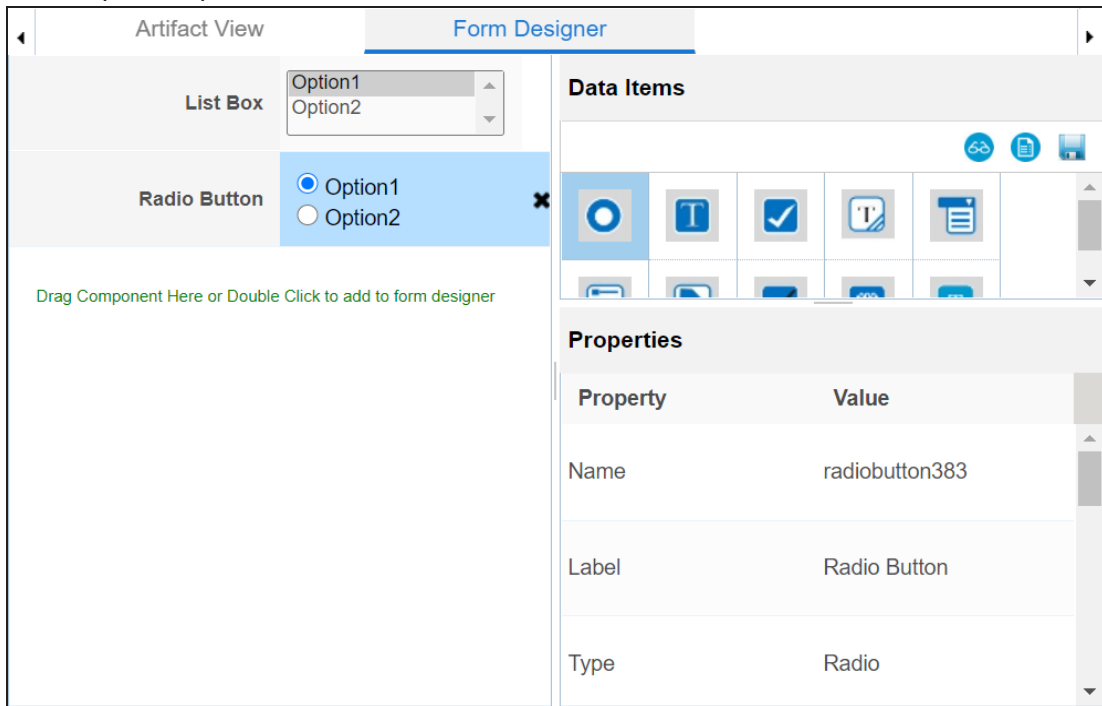 Artifact View
Form Designer
List Box
Option1
Option2
Radio Button
Option1
Option2
Drag Component Here or Double Click to add to form designer
Data Items
T
T
Properties
Property Value
Name radiobutton383
Label Radio Button
Type Radio